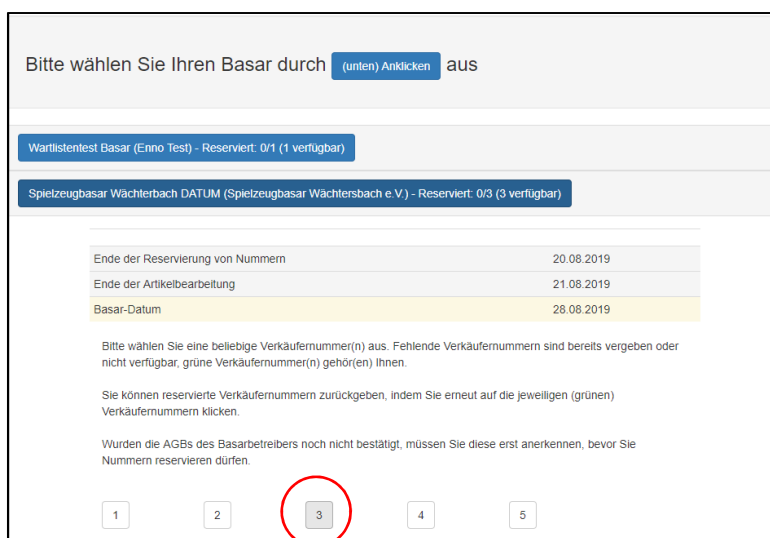 Bitte wählen Sie Ihren Basar durch (unten) Anklicken aus
Wartlistentest Basar (Enno Test) - Reserviert: 0/1 (1 verfügbar)
Spielzeugbasar Wächterbach DATUM (Spielzeugbasar Wächtersbach e.V.) - Reserviert: 0/3 (3 verfügbar)
Ende der Reservierung von Nummern 20.08.2019
Ende der Artikelbearbeitung 21.08.2019
Basar-Datum 28.08.2019
Bitte wählen Sie eine beliebige Verkäufernummer(n) aus. Fehlende Verkäufernummern sind bereits vergeben oder
nicht verfügbar, grüne Verkäufernummer(n) gehör(en) Ihnen.
Sie können reservierte Verkäufernummern zurückgeben, indem Sie erneut auf die jeweiligen (grünen)
Verkäufernummern klicken.
Wurden die AGBs des Basarbetreibers noch nicht bestätigt, müssen Sie diese erst anerkennen, bevor Sie
Nummern reservieren dürfen.
1 2 3 4 5